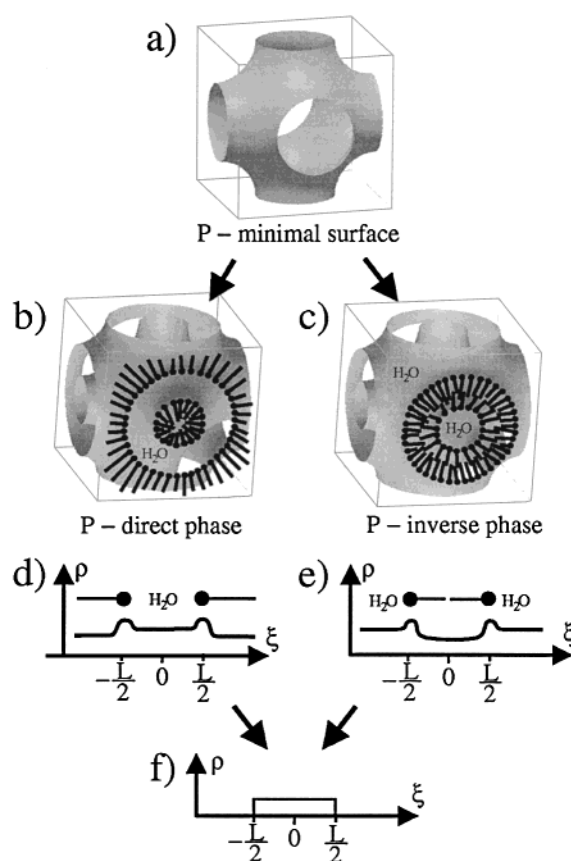 a)
P – minimal surface
b)
c)
H₂O
H₂O
H₂O
P – direct phase
P – inverse phase
d)
ρ
H₂O
ξ
-L/2 0 L/2
e)
ρ
H₂O H₂O
ξ
-L/2 0 L/2
f)
ρ
ξ
-L/2 0 L/2